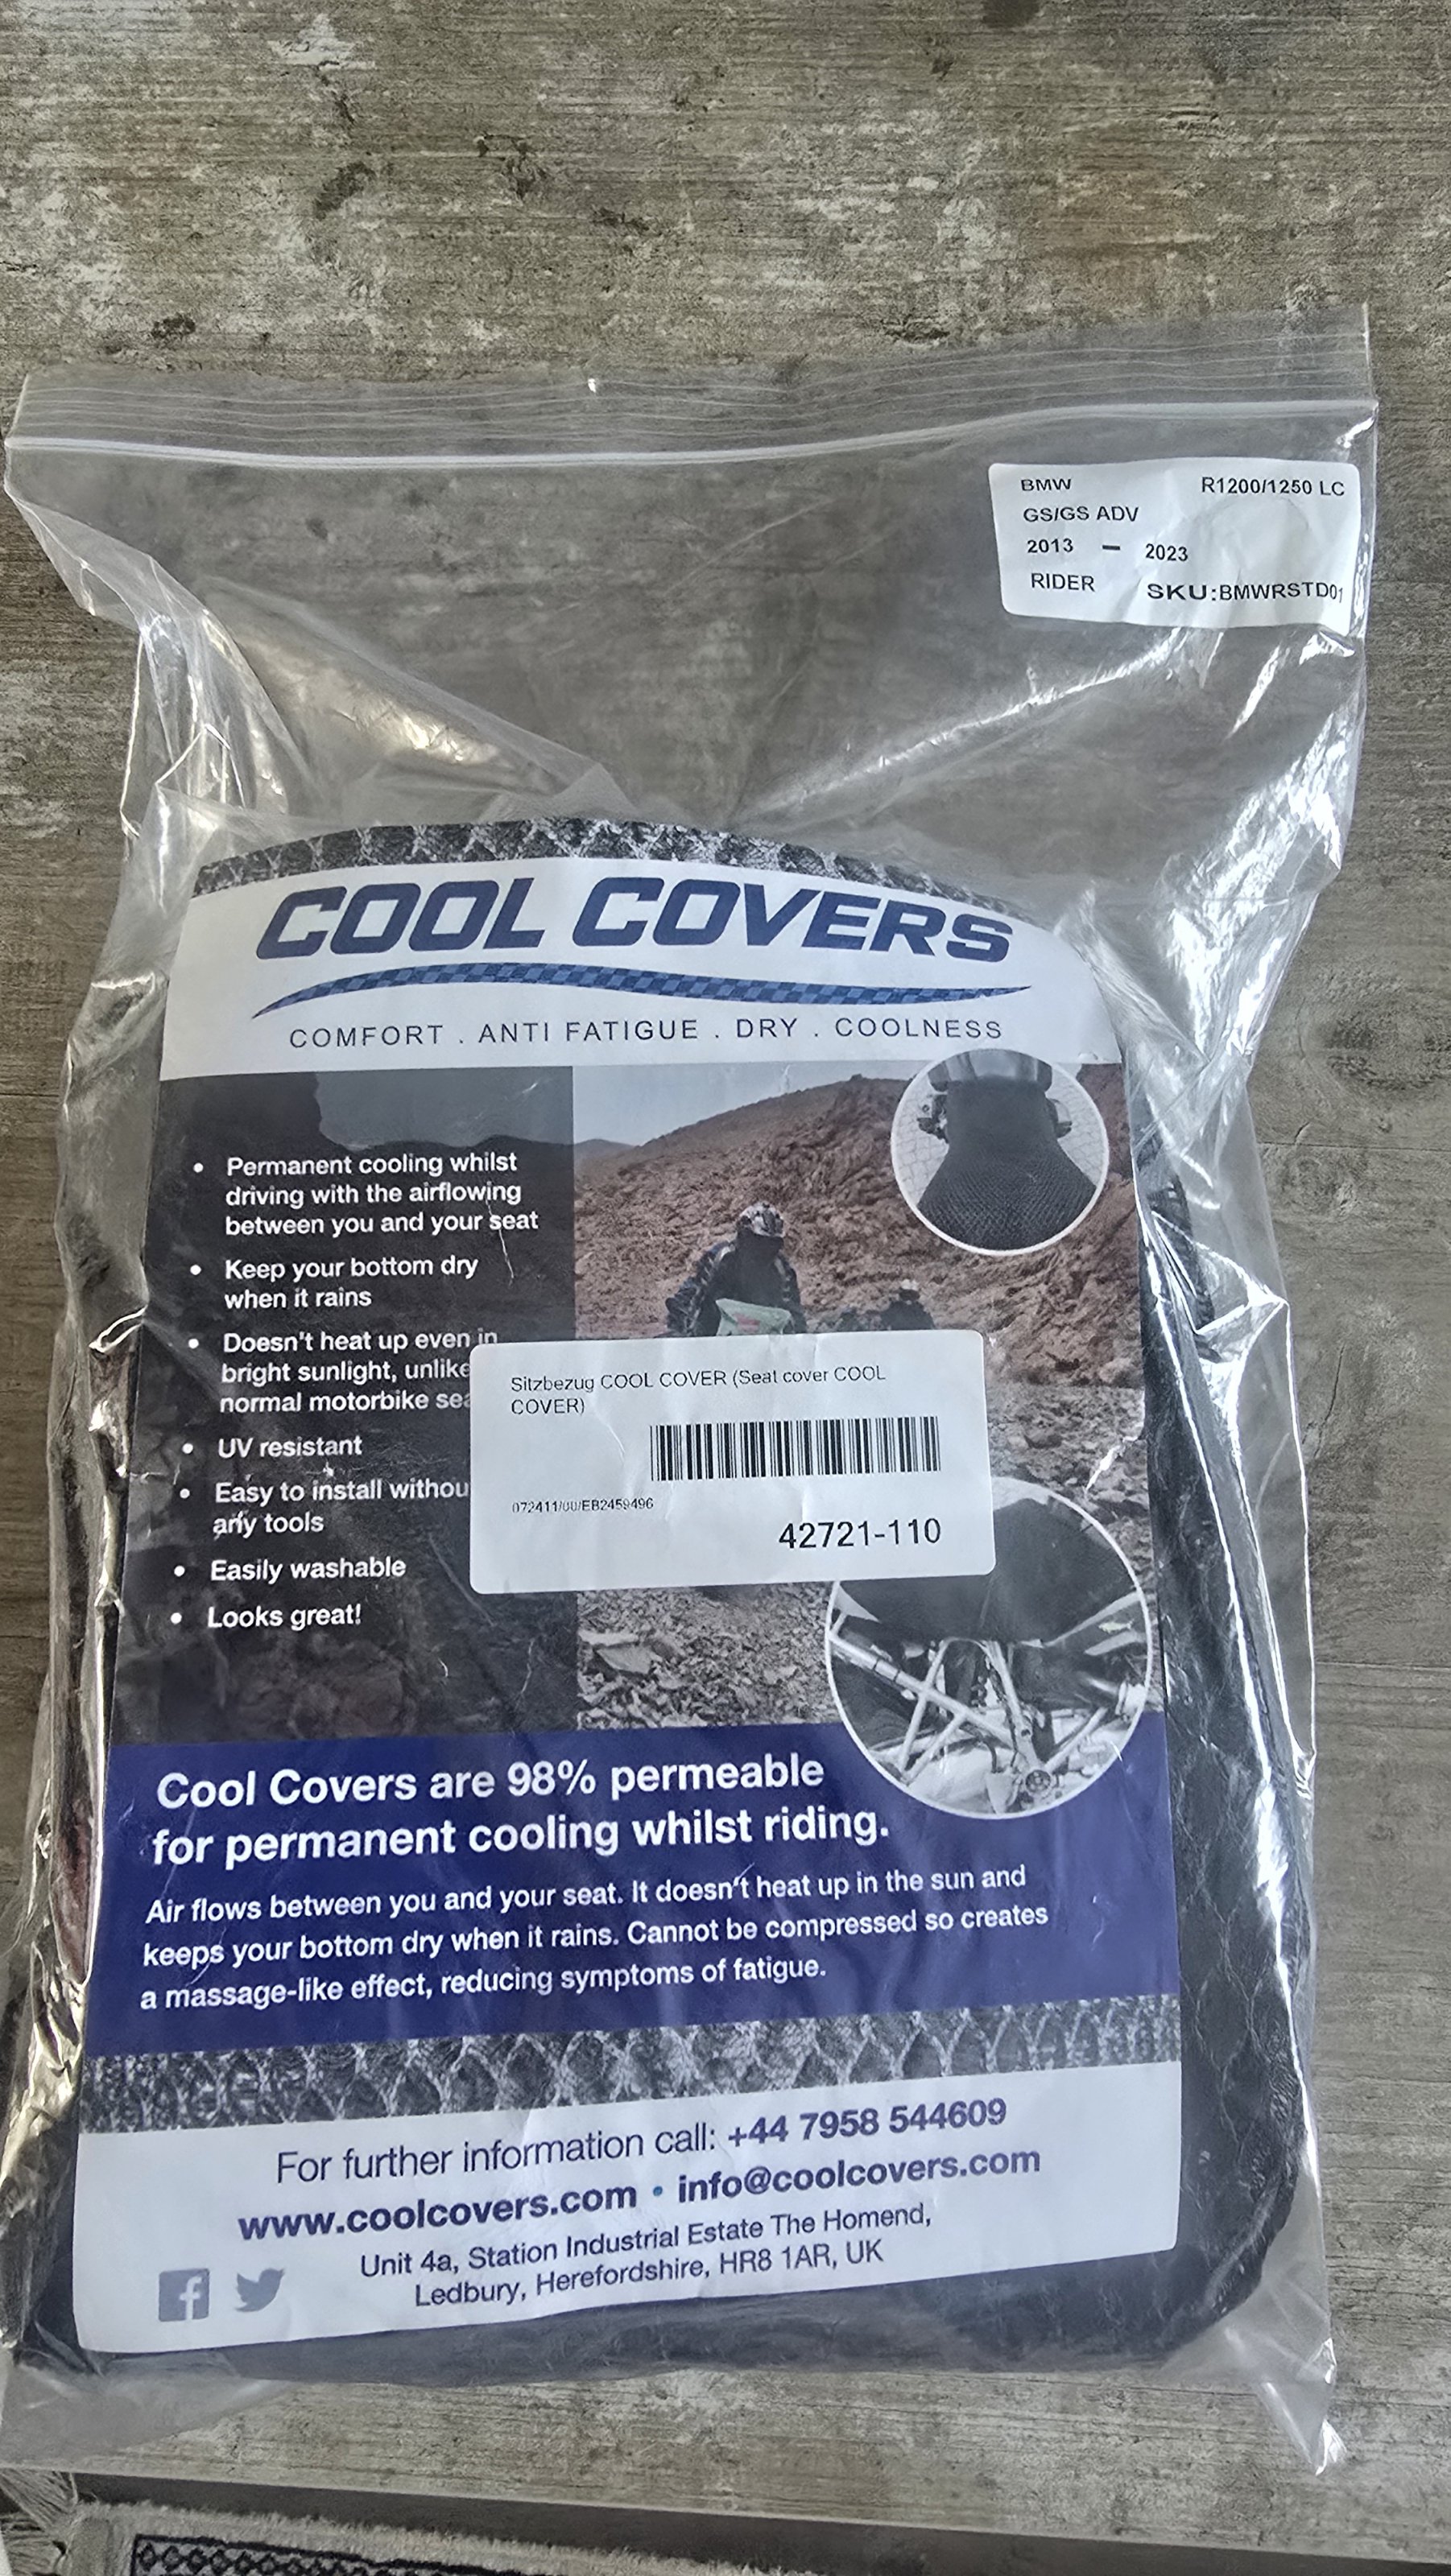 BMW R1200/1250 LC
GS/GS ADV
2013 – 2023
RIDER SKU:BMWRSTD01
COOL COVERS
COMFORT . ANTI FATIGUE . DRY . COOLNESS
• Permanent cooling whilst
driving with the airflowing
between you and your seat
• Keep your bottom dry
when it rains
• Doesn't heat up even in
bright sunlight, unlike
normal motorbike
• UV resistant
• Easy to install
any tools
• Easily washable
• Looks great!
Sitzbezug COOL COVER (Seat cover COOL
COVER)
072411/00/EB2459496
42721-110
Cool Covers are 98% permeable
for permanent cooling whilst riding.
Air flows between you and your seat. It doesn't heat up in the sun and
keeps your bottom dry when it rains. Cannot be compressed so creates
a massage-like effect, reducing symptoms of fatigue.
For further information call: +44 7958 544609
www.coolcovers.com • info@coolcovers.com
Unit 4a, Station Industrial Estate The Homend,
Ledbury, Herefordshire, HR8 1AR, UK